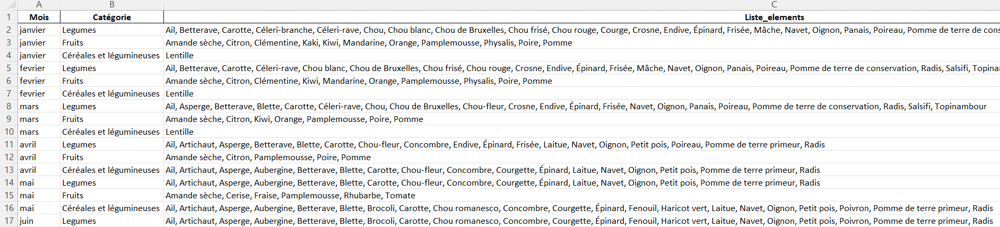 A B C
1 Mois Catégorie Liste_elements
2 janvier Legumes Ail, Betterave, Carotte, Céleri-branche, Céleri-rave, Chou, Chou blanc, Chou de Bruxelles, Chou frisé, Chou rouge, Courge, Crosne, Endive, Épinard, Frisée, Mâche, Navet, Oignon, Panais, Poireau, Pomme de terre de cons
3 janvier Fruits Amande sèche, Citron, Clémentine, Kaki, Kiwi, Mandarine, Orange, Pamplemousse, Physalis, Poire, Pomme
4 janvier Céréales et légumineuses Lentille
5 fevrier Legumes Ail, Betterave, Carotte, Céleri-rave, Chou blanc, Chou de Bruxelles, Chou frisé, Chou rouge, Crosne, Endive, Épinard, Frisée, Mâche, Navet, Oignon, Panais, Poireau, Pomme de terre de conservation, Radis, Salsifi, Topina
6 fevrier Fruits Amande sèche, Citron, Clémentine, Kiwi, Mandarine, Orange, Pamplemousse, Physalis, Poire, Pomme
7 fevrier Céréales et légumineuses Lentille
8 mars Legumes Ail, Asperge, Betterave, Blette, Carotte, Céleri-rave, Chou, Chou de Bruxelles, Chou-fleur, Crosne, Endive, Épinard, Frisée, Navet, Oignon, Panais, Poireau, Pomme de terre de conservation, Radis, Salsifi, Topinambour
9 mars Fruits Amande sèche, Citron, Kiwi, Orange, Pamplemousse, Poire, Pomme
10 mars Céréales et légumineuses Lentille
11 avril Legumes Ail, Artichaut, Asperge, Betterave, Blette, Carotte, Chou-fleur, Concombre, Endive, Épinard, Frisée, Laitue, Navet, Oignon, Petit pois, Poireau, Pomme de terre primeur, Radis
12 avril Fruits Amande sèche, Citron, Pamplemousse, Poire, Pomme
13 avril Céréales et légumineuses Ail, Artichaut, Asperge, Aubergine, Betterave, Blette, Carotte, Chou-fleur, Concombre, Courgette, Épinard, Laitue, Navet, Oignon, Petit pois, Pomme de terre primeur, Radis
14 mai Legumes Ail, Artichaut, Asperge, Aubergine, Betterave, Blette, Carotte, Chou-fleur, Concombre, Courgette, Épinard, Laitue, Navet, Oignon, Petit pois, Pomme de terre primeur, Radis
15 mai Fruits Amande sèche, Cerise, Fraise, Pamplemousse, Rhubarbe, Tomate
16 mai Céréales et légumineuses Ail, Artichaut, Asperge, Aubergine, Betterave, Blette, Brocoli, Carotte, Chou romanesco, Concombre, Courgette, Épinard, Fenouil, Haricot vert, Laitue, Navet, Oignon, Petit pois, Poivron, Pomme de terre primeur, Radis
17 juin Legumes Ail, Artichaut, Asperge, Aubergine, Betterave, Blette, Brocoli, Carotte, Chou romanesco, Concombre, Courgette, Épinard, Fenouil, Haricot vert, Laitue, Navet, Oignon, Petit pois, Poivron, Pomme de terre primeur, Radis